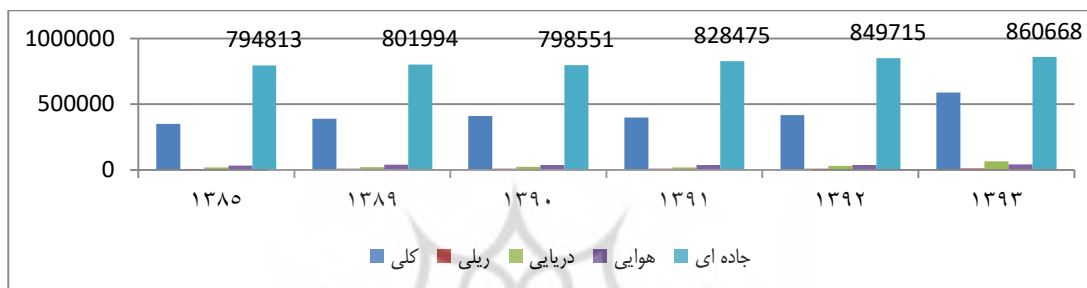 1000000
794813 801994 798551 828475 849715 860668
500000
0
۱۳۸۵ ۱۳۸۹ ۱۳۹۰ ۱۳۹۱ ۱۳۹۲ ۱۳۹۳
کلی ریلی دریایی هوایی جاده ای